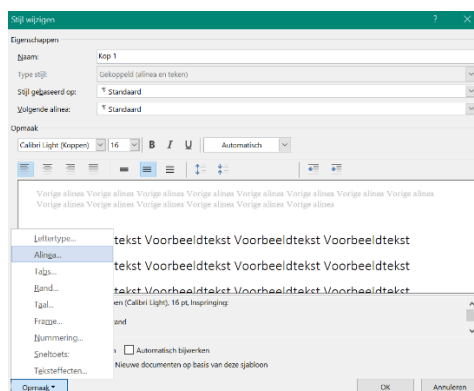 Stijl wijzigen ? ×
Eigenschappen
Naam: Kop 1
Type stijl: Gekoppeld (alinea en teken)
Stijl gebaseerd op: ¶ Standaard
Volgende alinea: ¶ Standaard
Opmaak
Calibri Light (Koppen) 16 B I U Automatisch
Vorige alinea Vorige alinea Vorige alinea Vorige alinea Vorige alinea Vorige alinea Vorige alinea Vorige alinea
Vorige alinea Vorige alinea Vorige alinea Vorige alinea Vorige alinea Vorige alinea
Lettertype...
tekst Voorbeeldtekst Voorbeeldtekst Voorbeeldtekst
Alinea...
Tabs...
tekst Voorbeeldtekst Voorbeeldtekst Voorbeeldtekst
Rand...
tekst Voorbeeldtekst Voorbeeldtekst Voorbeeldtekst
Taal...
en (Calibri Light), 16 pt, Inspringing:
Frame...
and
Nummering...
Sneltoets:
n Automatisch bijwerken
Teksteffecten...
Nieuwe documenten op basis van deze sjabloon
Opmaak OK Annuleren